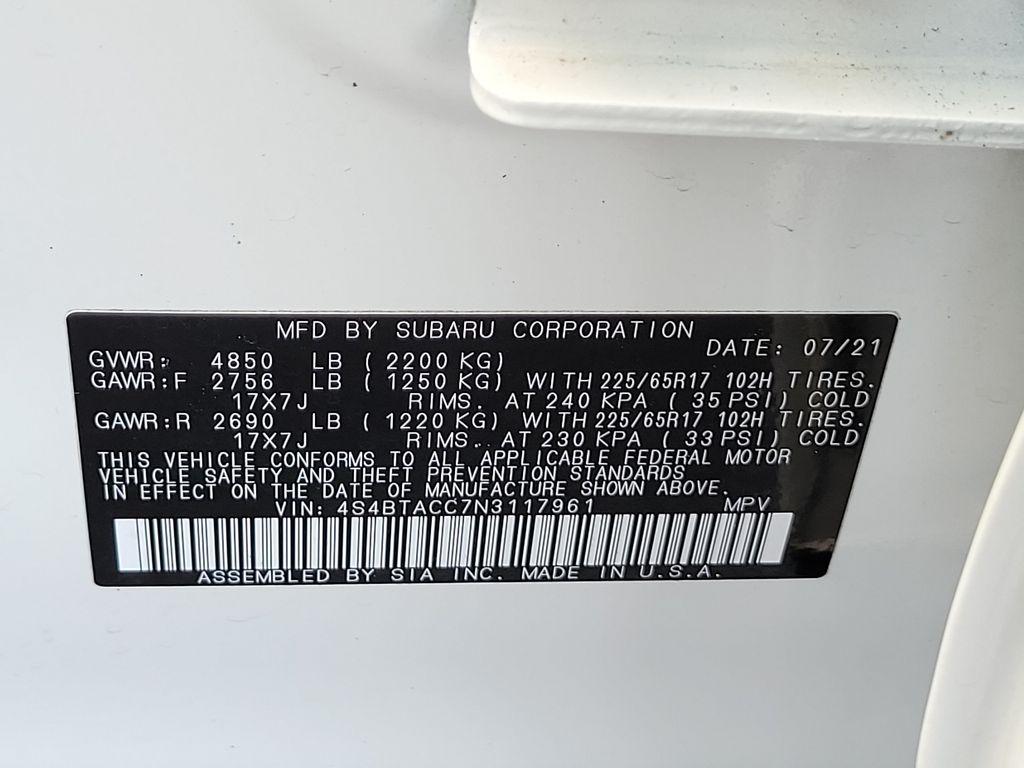 MFD BY SUBARU CORPORATION
DATE: 07/21
GVWR: 4850 LB ( 2200 KG)
GAWR:F 2756 LB ( 1250 KG) WITH 225/65R17 102H TIRES.
17X7J RIMS. AT 240 KPA ( 35 PSI) COLD
GAWR:R 2690 LB ( 1220 KG) WITH 225/65R17 102H TIRES.
17X7J RIMS. AT 230 KPA ( 33 PSI) COLD
THIS VEHICLE CONFORMS TO ALL APPLICABLE FEDERAL MOTOR
VEHICLE SAFETY AND THEFT PREVENTION STANDARDS
IN EFFECT ON THE DATE OF MANUFACTURE SHOWN ABOVE.
VIN: 4S4BTACC7N3117961 MPV
ASSEMBLED BY SIA INC. MADE IN U.S.A.